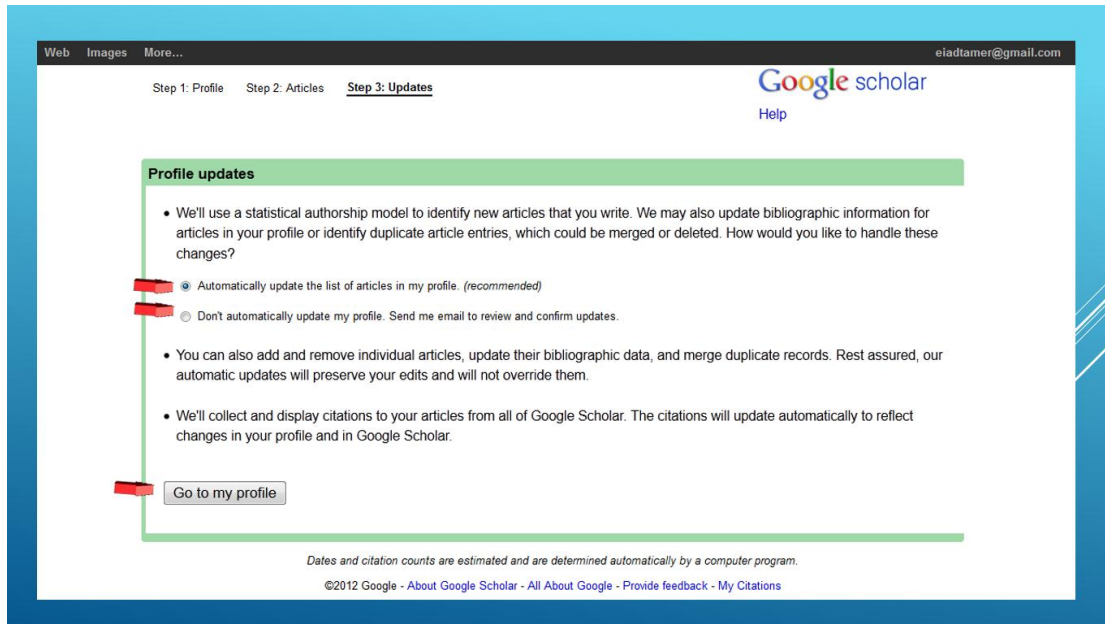 Web Images More... eiadtamer@gmail.com
Step 1: Profile Step 2: Articles Step 3: Updates
Google scholar
Help
Profile updates
• We'll use a statistical authorship model to identify new articles that you write. We may also update bibliographic information for
articles in your profile or identify duplicate article entries, which could be merged or deleted. How would you like to handle these
changes?
Automatically update the list of articles in my profile. (recommended)
Don't automatically update my profile. Send me email to review and confirm updates.
• You can also add and remove individual articles, update their bibliographic data, and merge duplicate records. Rest assured, our
automatic updates will preserve your edits and will not override them.
• We'll collect and display citations to your articles from all of Google Scholar. The citations will update automatically to reflect
changes in your profile and in Google Scholar.
Go to my profile
Dates and citation counts are estimated and are determined automatically by a computer program.
©2012 Google - About Google Scholar - All About Google - Provide feedback - My Citations